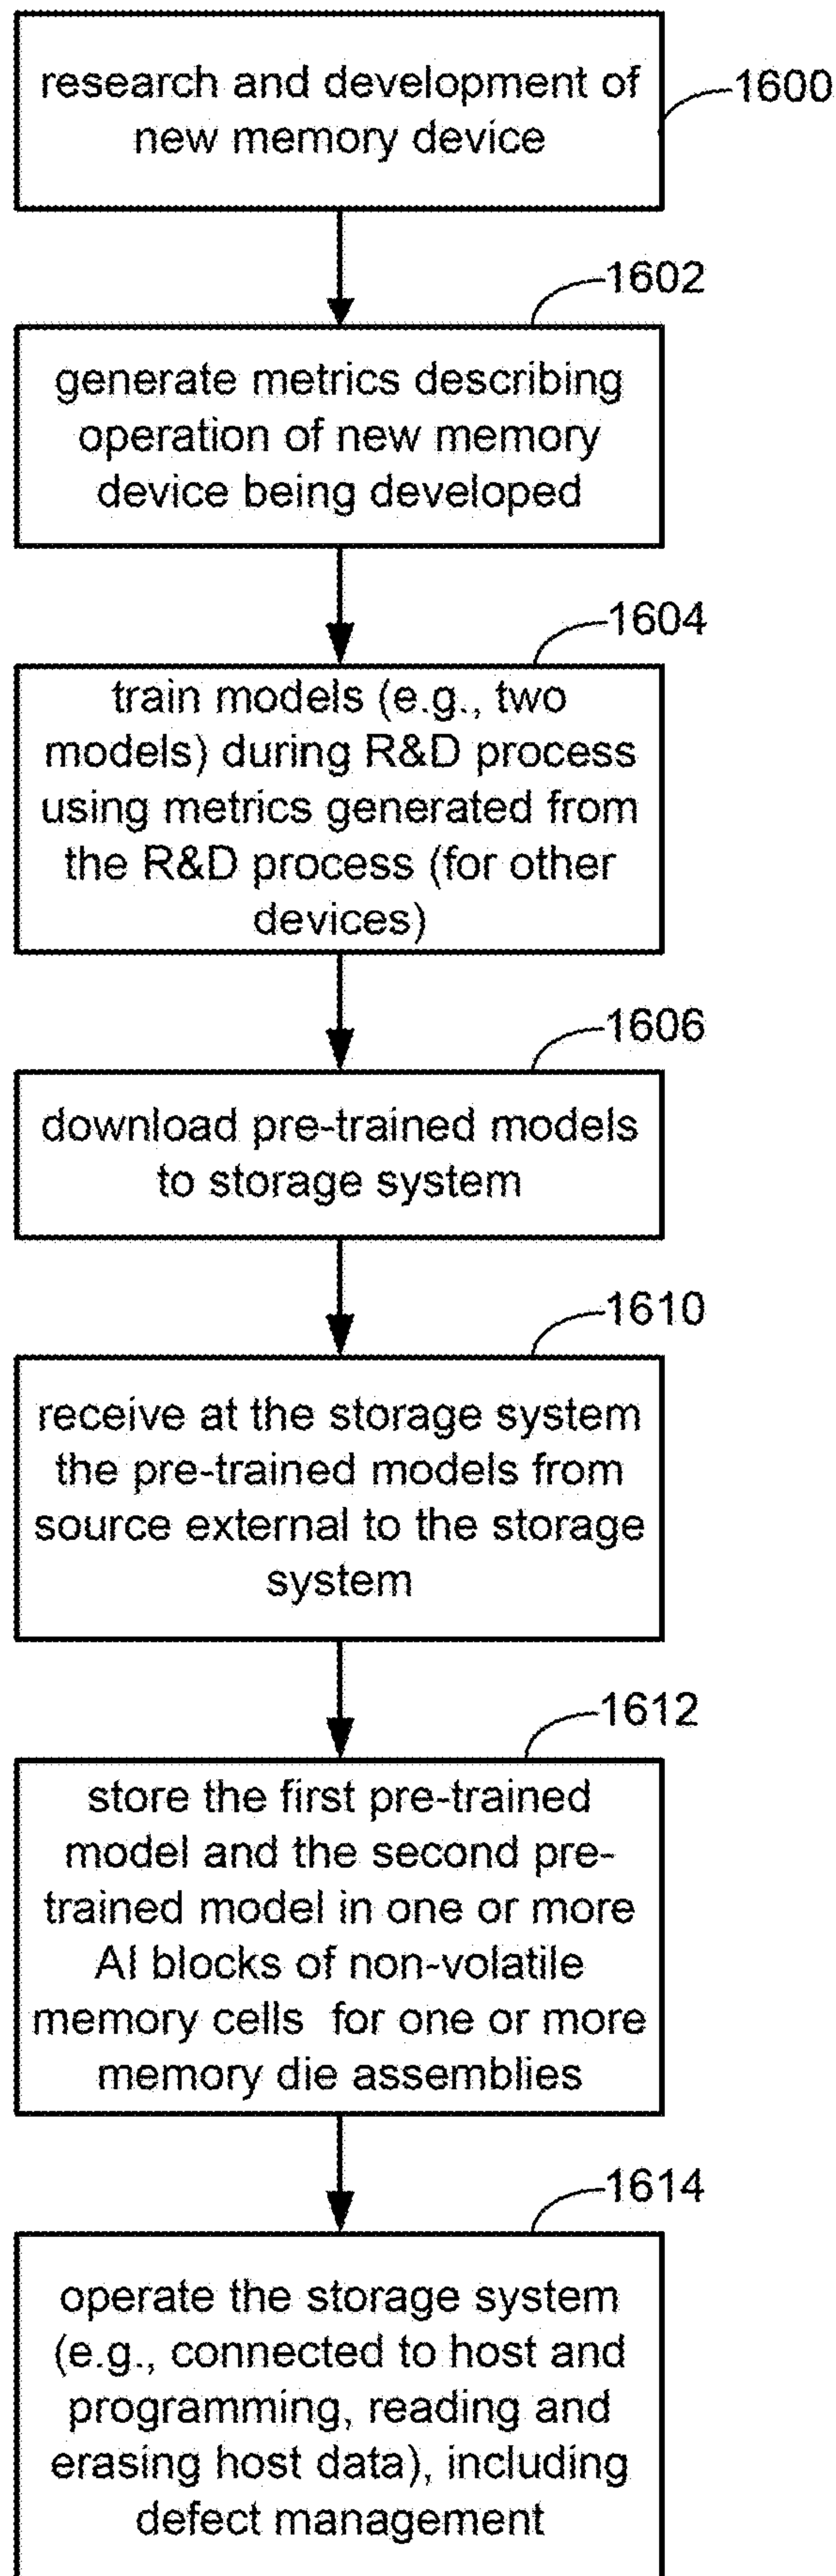 research and development of
new memory device
1600
1602
generate metrics describing
operation of new memory
device being developed
1604
train models (e.g., two
models) during R&D process
using metrics generated from
the R&D process (for other
devices)
1606
download pre-trained models
to storage system
1610
receive at the storage system
the pre-trained models from
source external to the storage
system
1612
store the first pre-trained
model and the second pre-
trained model in one or more
AI blocks of non-volatile
memory cells for one or more
memory die assemblies
1614
operate the storage system
(e.g., connected to host and
programming, reading and
erasing host data), including
defect management